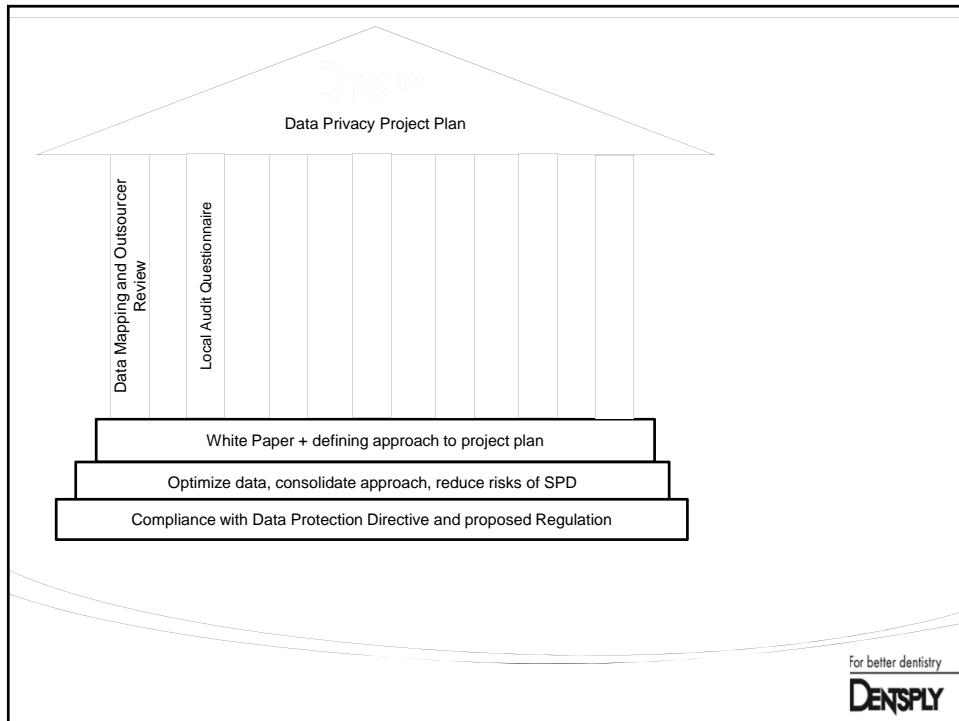 Data Privacy Project Plan
Data Mapping and Outsourcer
Review
Local Audit Questionnaire
White Paper + defining approach to project plan
Optimize data, consolidate approach, reduce risks of SPD
Compliance with Data Protection Directive and proposed Regulation
For better dentistry
DENTSPLY